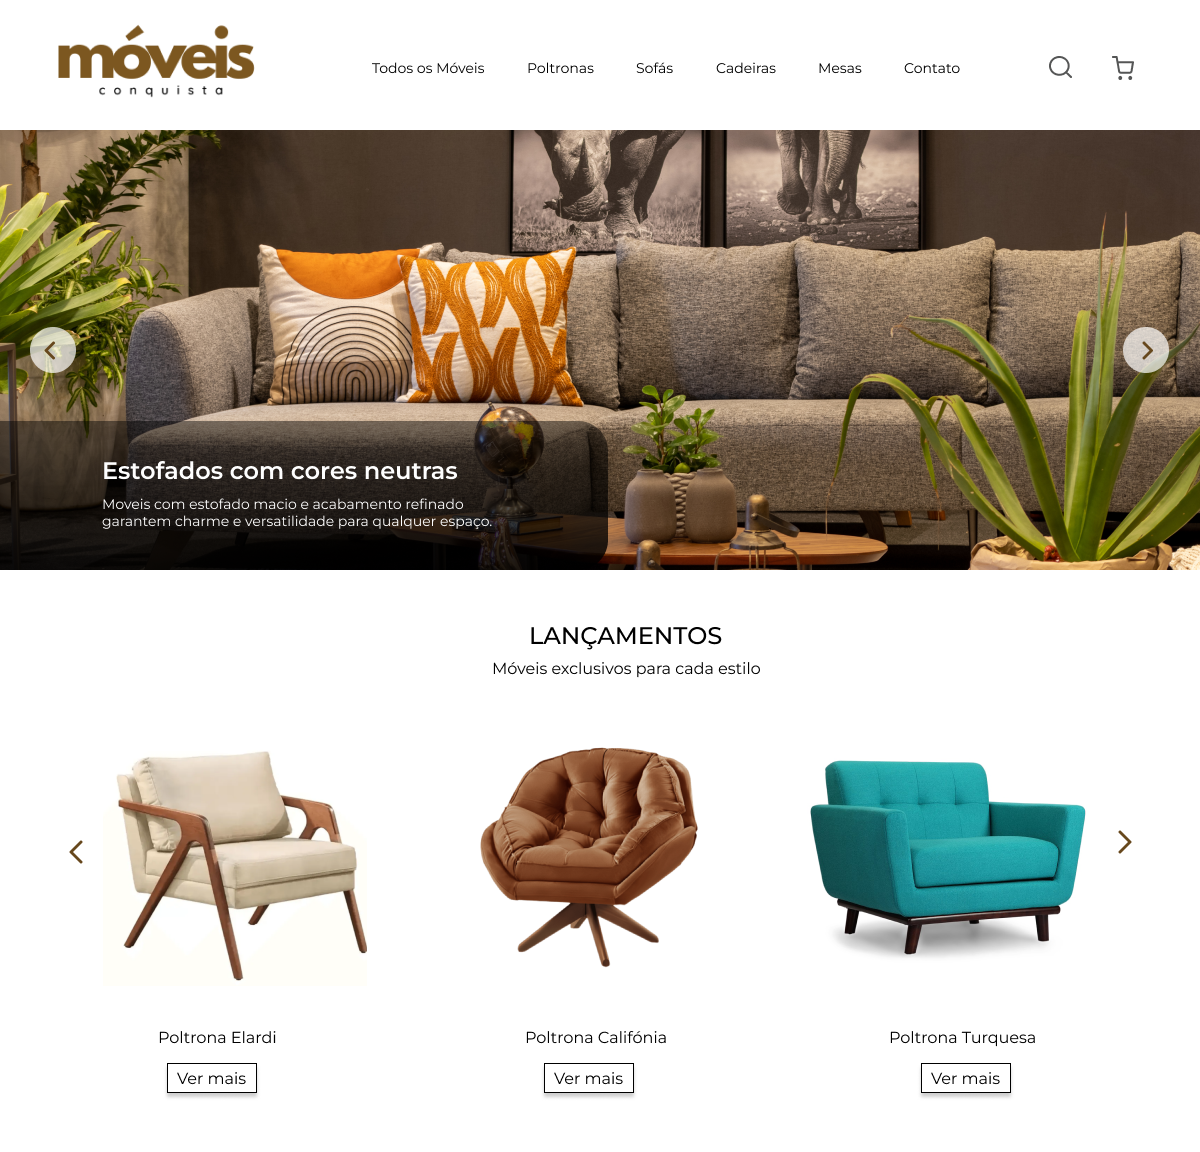 móveis
conquista
Todos os Móveis Poltronas Sofás Cadeiras Mesas Contato
Estofados com cores neutras
Moveis com estofado macio e acabamento refinado
garantem charme e versatilidade para qualquer espaço.
LANÇAMENTOS
Móveis exclusivos para cada estilo
Poltrona Elardi Poltrona Califónia Poltrona Turquesa
Ver mais Ver mais Ver mais